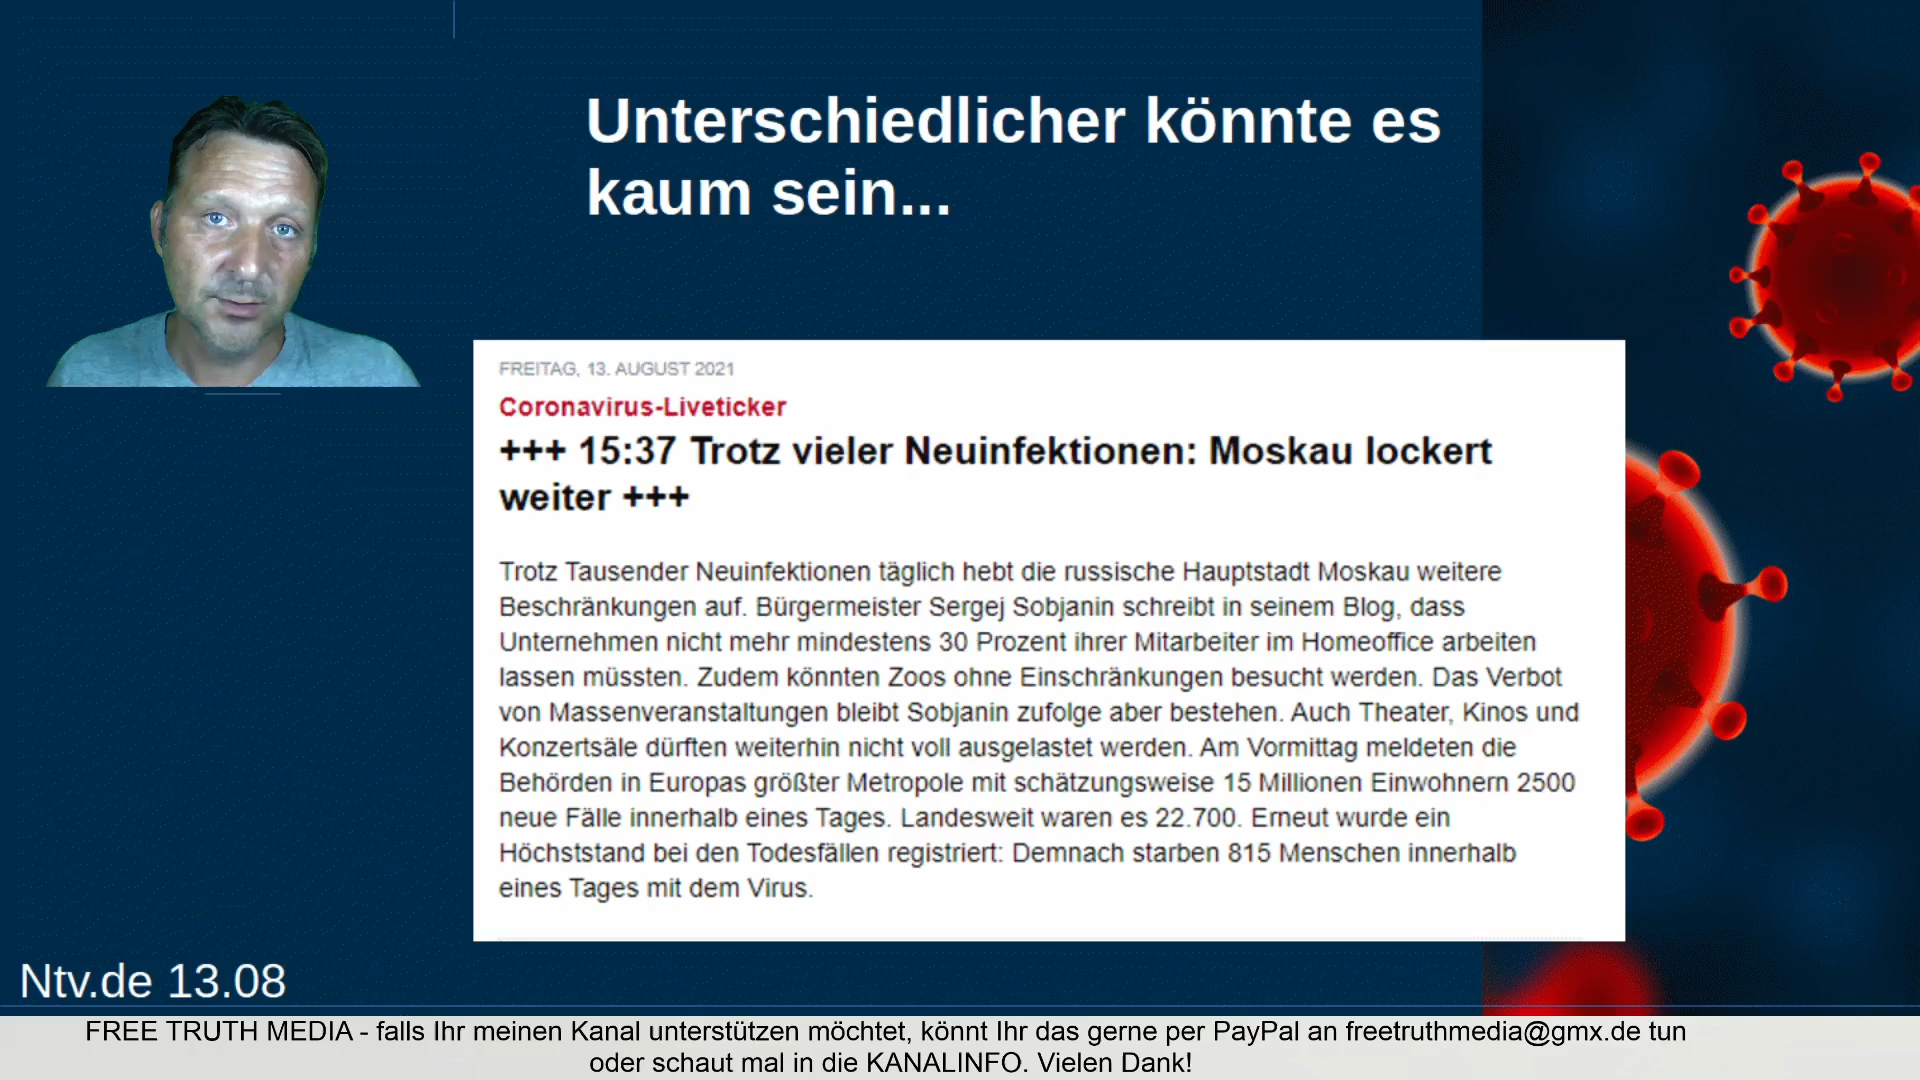 Unterschiedlicher könnte es
kaum sein...
FREITAG, 13. AUGUST 2021
Coronavirus-Liveticker
+++ 15:37 Trotz vieler Neuinfektionen: Moskau lockert
weiter +++
Trotz Tausender Neuinfektionen täglich hebt die russische Hauptstadt Moskau weitere
Beschränkungen auf. Bürgermeister Sergej Sobjanin schreibt in seinem Blog, dass
Unternehmen nicht mehr mindestens 30 Prozent ihrer Mitarbeiter im Homeoffice arbeiten
lassen müssten. Zudem könnten Zoos ohne Einschränkungen besucht werden. Das Verbot
von Massenveranstaltungen bleibt Sobjanin zufolge aber bestehen. Auch Theater, Kinos und
Konzertsäle dürften weiterhin nicht voll ausgelastet werden. Am Vormittag meldeten die
Behörden in Europas größter Metropole mit schätzungsweise 15 Millionen Einwohnern 2500
neue Fälle innerhalb eines Tages. Landesweit waren es 22.700. Erneut wurde ein
Höchststand bei den Todesfällen registriert: Demnach starben 815 Menschen innerhalb
eines Tages mit dem Virus.
Ntv.de 13.08
FREE TRUTH MEDIA - falls Ihr meinen Kanal unterstützen möchtet, könnt Ihr das gerne per PayPal an freetruthmedia@gmx.de tun
oder schaut mal in die KANALINFO. Vielen Dank!